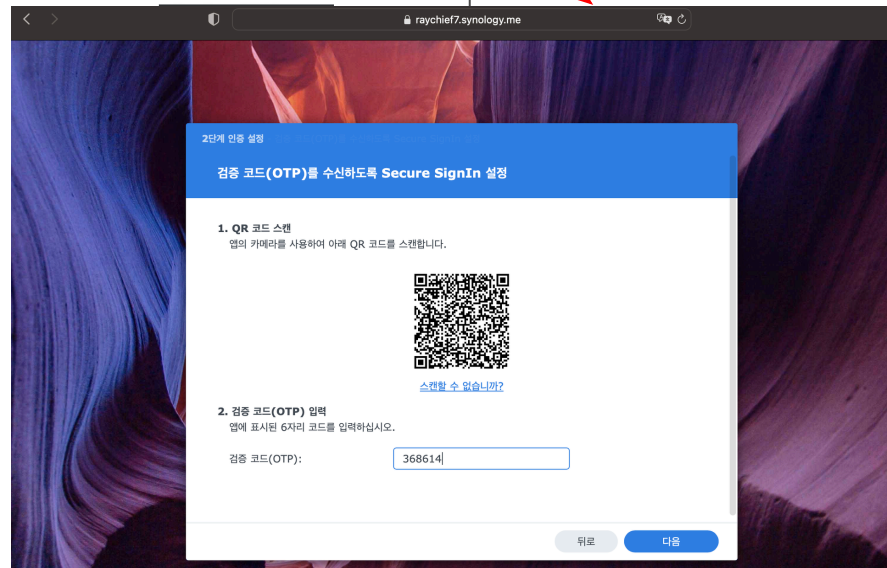 raychief7.synology.me
2단계 인증 설정
검증 코드(OTP)를 수신하도록 Secure SignIn 설정
1. QR 코드 스캔
앱의 카메라를 사용하여 아래 QR 코드를 스캔합니다.
스캔할 수 없습니까?
2. 검증 코드(OTP) 입력
앱에 표시된 6자리 코드를 입력하십시오.
검증 코드(OTP):
368614
뒤로
다음